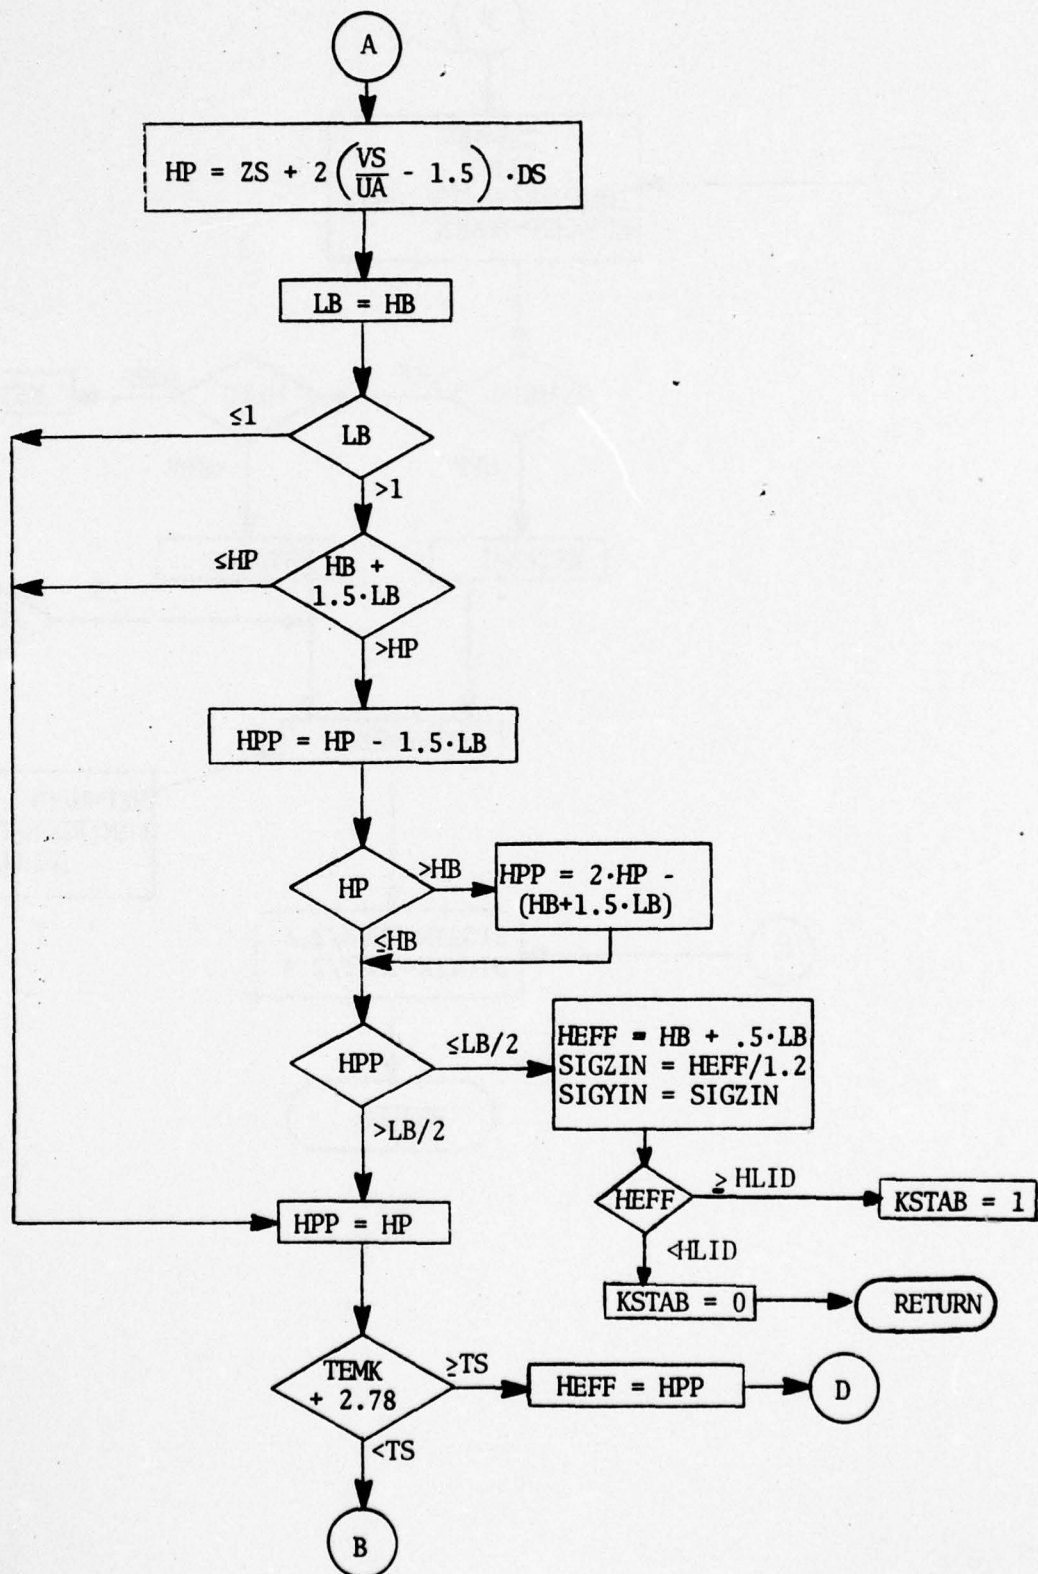 A
HP = ZS + 2 (VS/UA - 1.5) ·DS
LB = HB
≤1
LB
>1
≤HP
HB +
1.5·LB
>HP
HPP = HP - 1.5·LB
HP
>HB
HPP = 2·HP -
(HB+1.5·LB)
≤HB
HPP
≤LB/2
HEFF = HB + .5·LB
SIGZIN = HEFF/1.2
SIGYIN = SIGZIN
>LB/2
HEFF
≥ HLID
KSTAB = 1
<HLID
HPP = HP
KSTAB = 0
RETURN
TEMK
+ 2.78
≥TS
HEFF = HPP
D
<TS
B